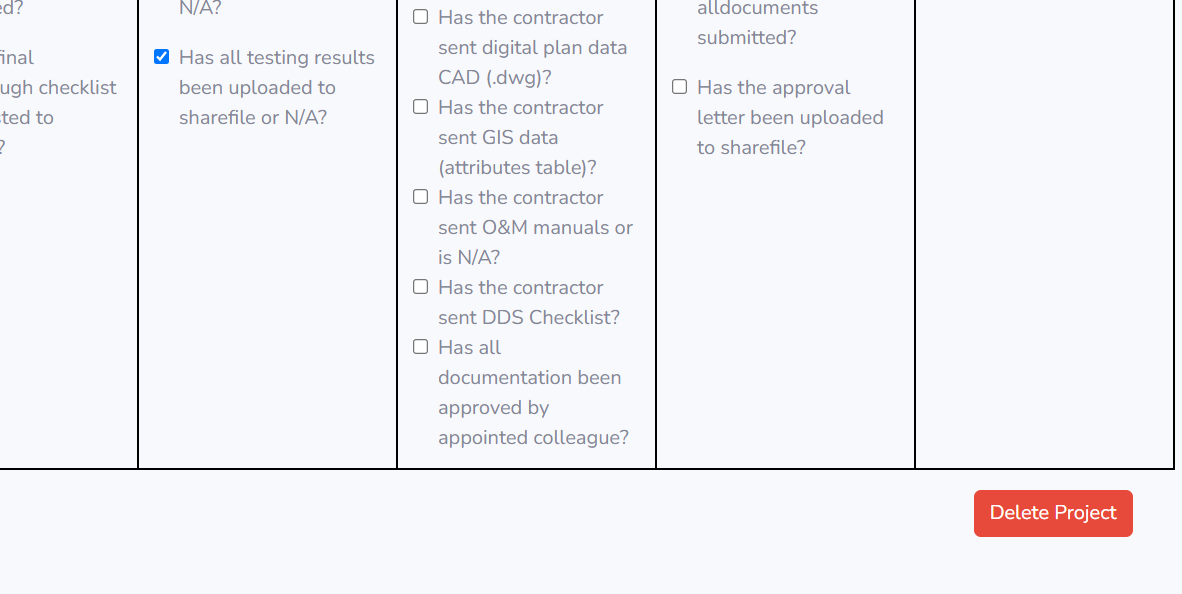 ed?
final
ugh checklist
sted to
?
N/A?
Has all testing results
been uploaded to
sharefile or N/A?
Has the contractor
sent digital plan data
CAD (.dwg)?
Has the contractor
sent GIS data
(attributes table)?
Has the contractor
sent O&M manuals or
is N/A?
Has the contractor
sent DDS Checklist?
Has all
documentation been
approved by
appointed colleague?
alldocuments
submitted?
Has the approval
letter been uploaded
to sharefile?
Delete Project